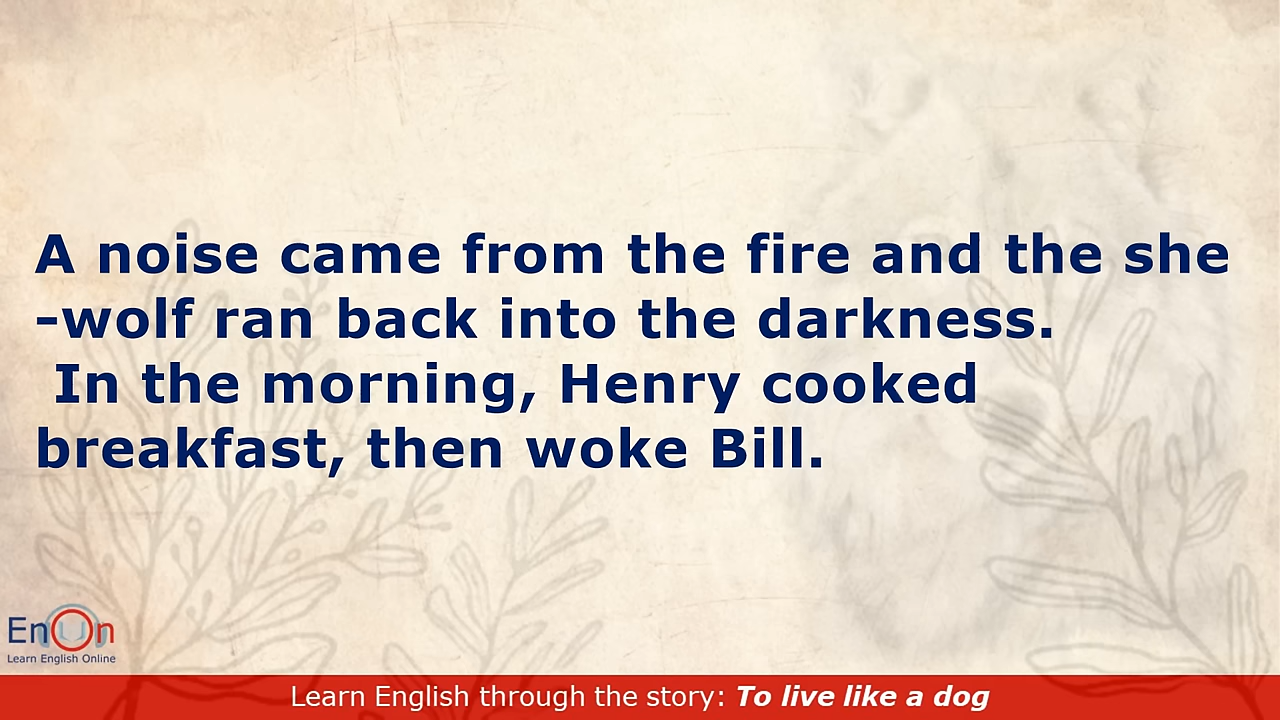 A noise came from the fire and the she
-wolf ran back into the darkness.
In the morning, Henry cooked
breakfast, then woke Bill.
EnOn
Learn English Online
Learn English through the story: To live like a dog